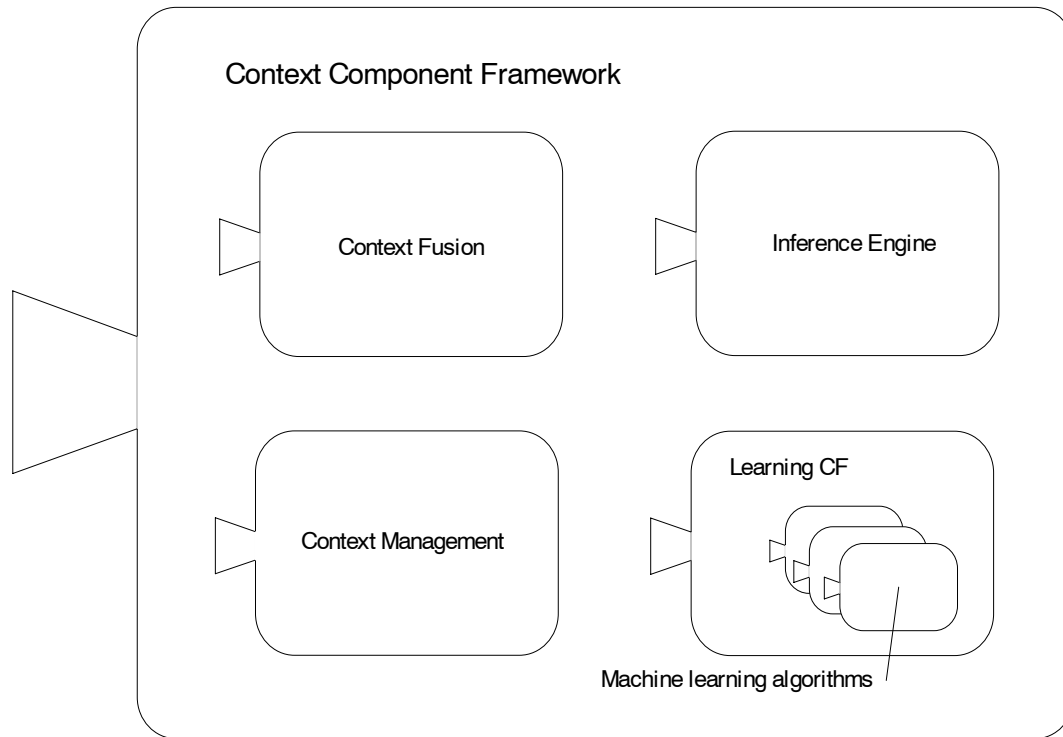 Context Component Framework
Context Fusion
Inference Engine
Context Management
Learning CF
Machine learning algorithms